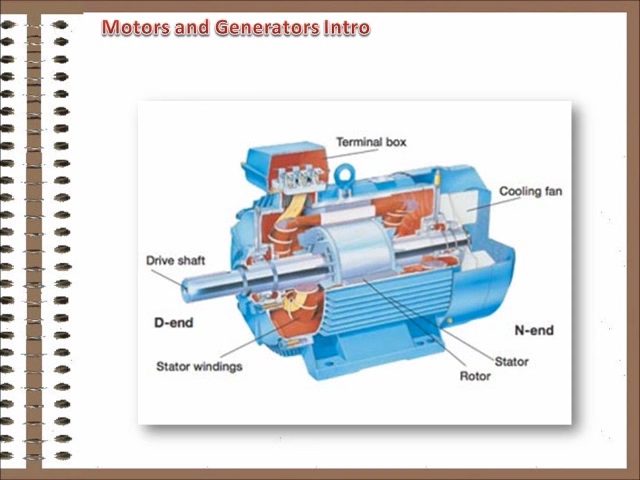 Motors and Generators Intro
Terminal box
Cooling fan
Drive shaft
D-end
N-end
Stator windings
Stator
Rotor